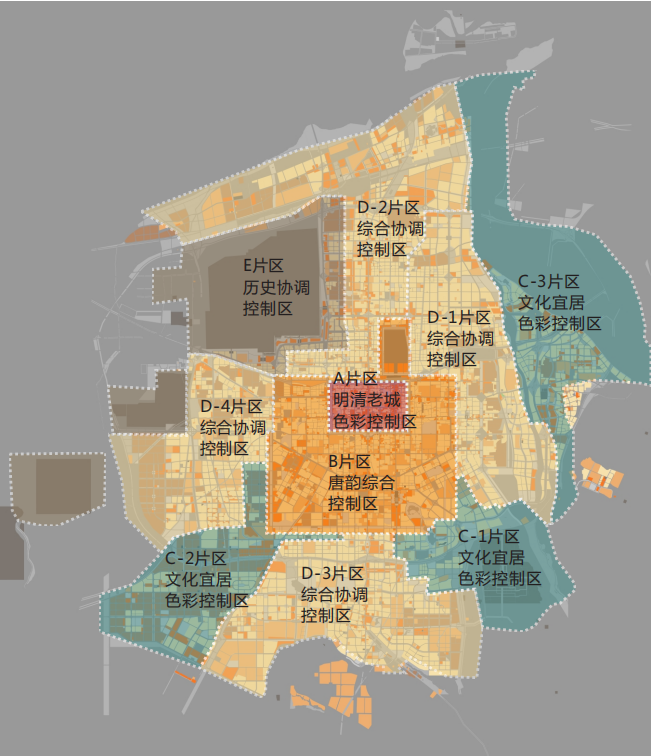 D-2片区
综合协调
控制区
E片区
历史协调
控制区
C-3片区
文化宜居
色彩控制区
D-1片区
综合协调
控制区
A片区
明清老城
色彩控制区
D-4片区
综合协调
控制区
B片区
唐韵综合
控制区
C-1片区
文化宜居
色彩控制区
C-2片区
文化宜居
色彩控制区
D-3片区
综合协调
控制区